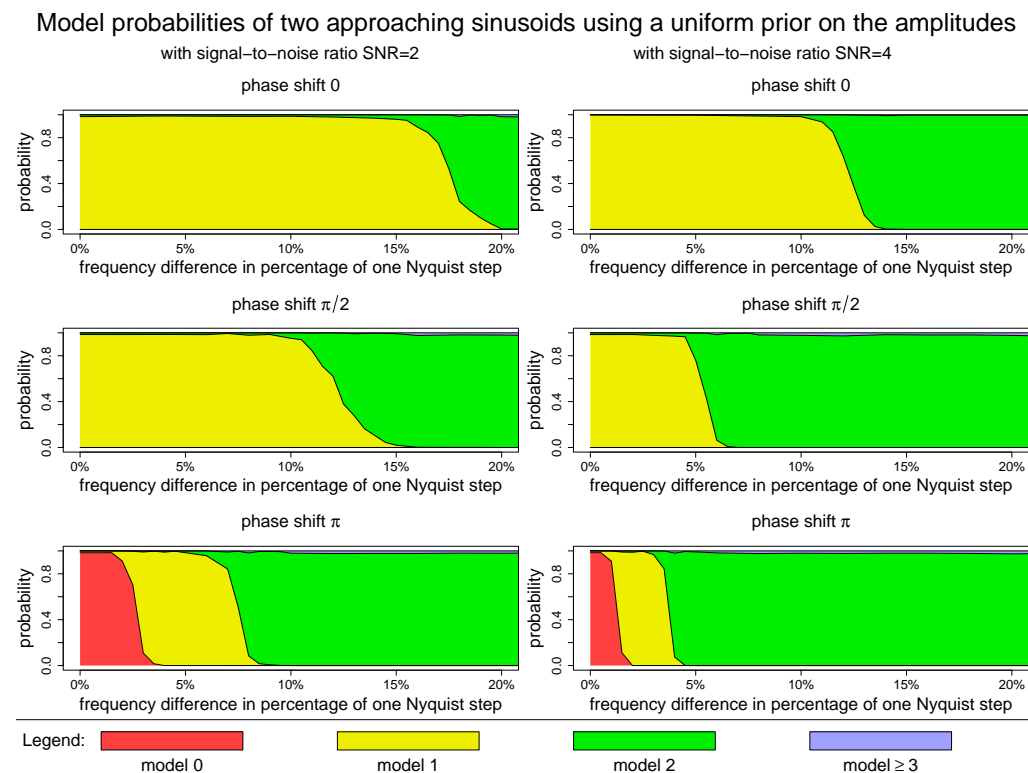 Model probabilities of two approaching sinusoids using a uniform prior on the amplitudes
with signal−to−noise ratio SNR=2
with signal−to−noise ratio SNR=4
phase shift 0
probability
0.0 0.4 0.8
0% 5% 10% 15% 20%
frequency difference in percentage of one Nyquist step
phase shift 0
probability
0.0 0.4 0.8
0% 5% 10% 15% 20%
frequency difference in percentage of one Nyquist step
phase shift π/2
probability
0.0 0.4 0.8
0% 5% 10% 15% 20%
frequency difference in percentage of one Nyquist step
phase shift π/2
probability
0.0 0.4 0.8
0% 5% 10% 15% 20%
frequency difference in percentage of one Nyquist step
phase shift π
probability
0.0 0.4 0.8
0% 5% 10% 15% 20%
frequency difference in percentage of one Nyquist step
phase shift π
probability
0.0 0.4 0.8
0% 5% 10% 15% 20%
frequency difference in percentage of one Nyquist step
Legend:
model 0
model 1
model 2
model ≥ 3